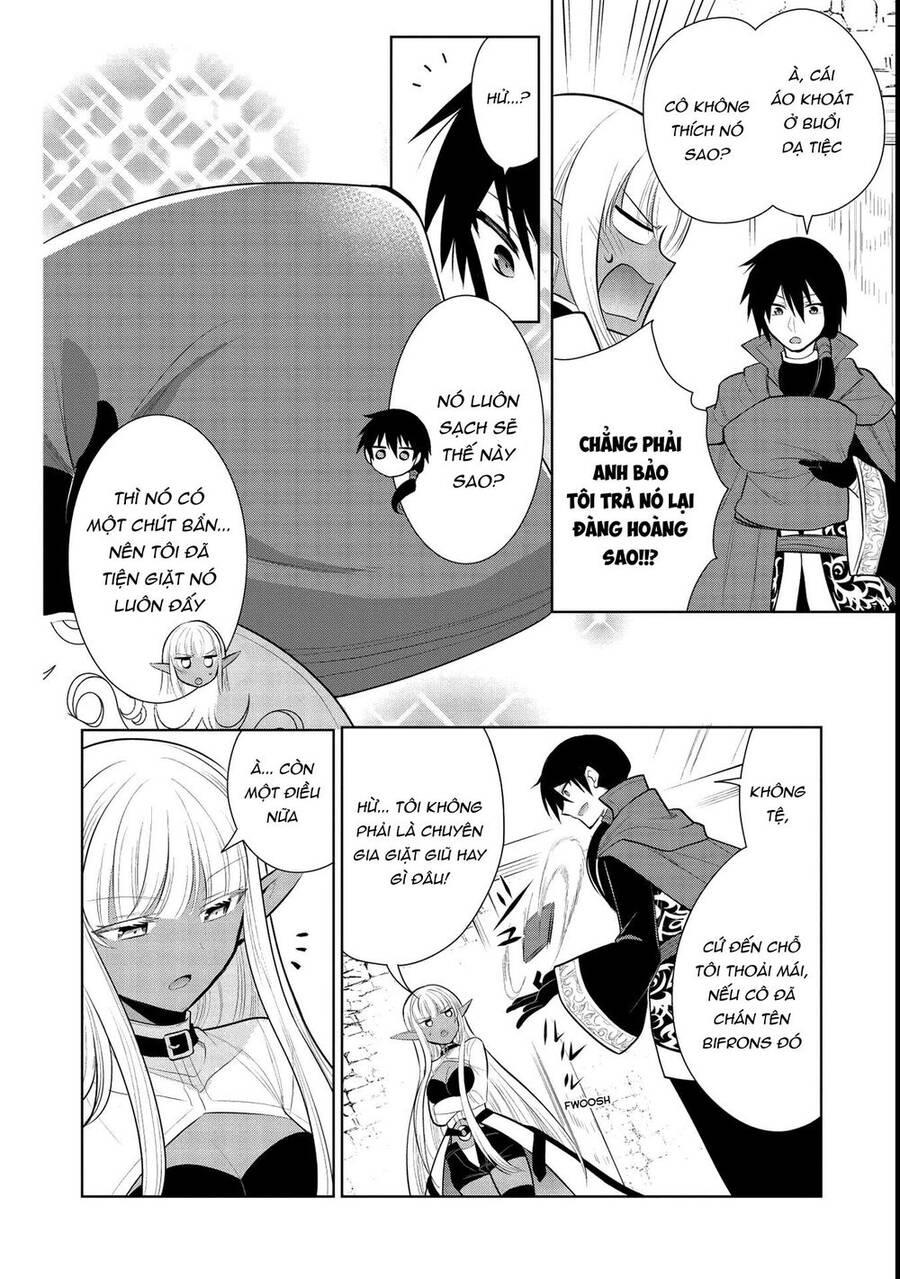 À, CÁI
ÁO KHOÁT
Ở BUỔI
DẠ TIỆC
CÔ KHÔNG
THÍCH NÓ
SAO?
CHẲNG PHẢI
ANH BẢO
TÔI TRẢ NÓ LẠI
ĐÀNG HOÀNG
SAO!!?
HỬ...?
NÓ LUÔN
SẠCH SẼ
THẾ NÀY
SAO?
THÌ NÓ CÓ
MỘT CHÚT BẨN...
NÊN TÔI ĐÃ
TIỆN GIẶT NÓ
LUÔN ĐẤY
KHÔNG
TỆ,
CỨ ĐẾN CHỖ
TÔI THOẢI MÁI,
NẾU CÔ ĐÃ
CHÁN TÊN
BIFRONS ĐÓ
HỪ... TÔI KHÔNG
PHẢI LÀ CHUYÊN
GIA GIẶT GIŨ HAY
GÌ ĐÂU!
FWOOSH
À... CÒN
MỘT ĐIỀU
NỮA